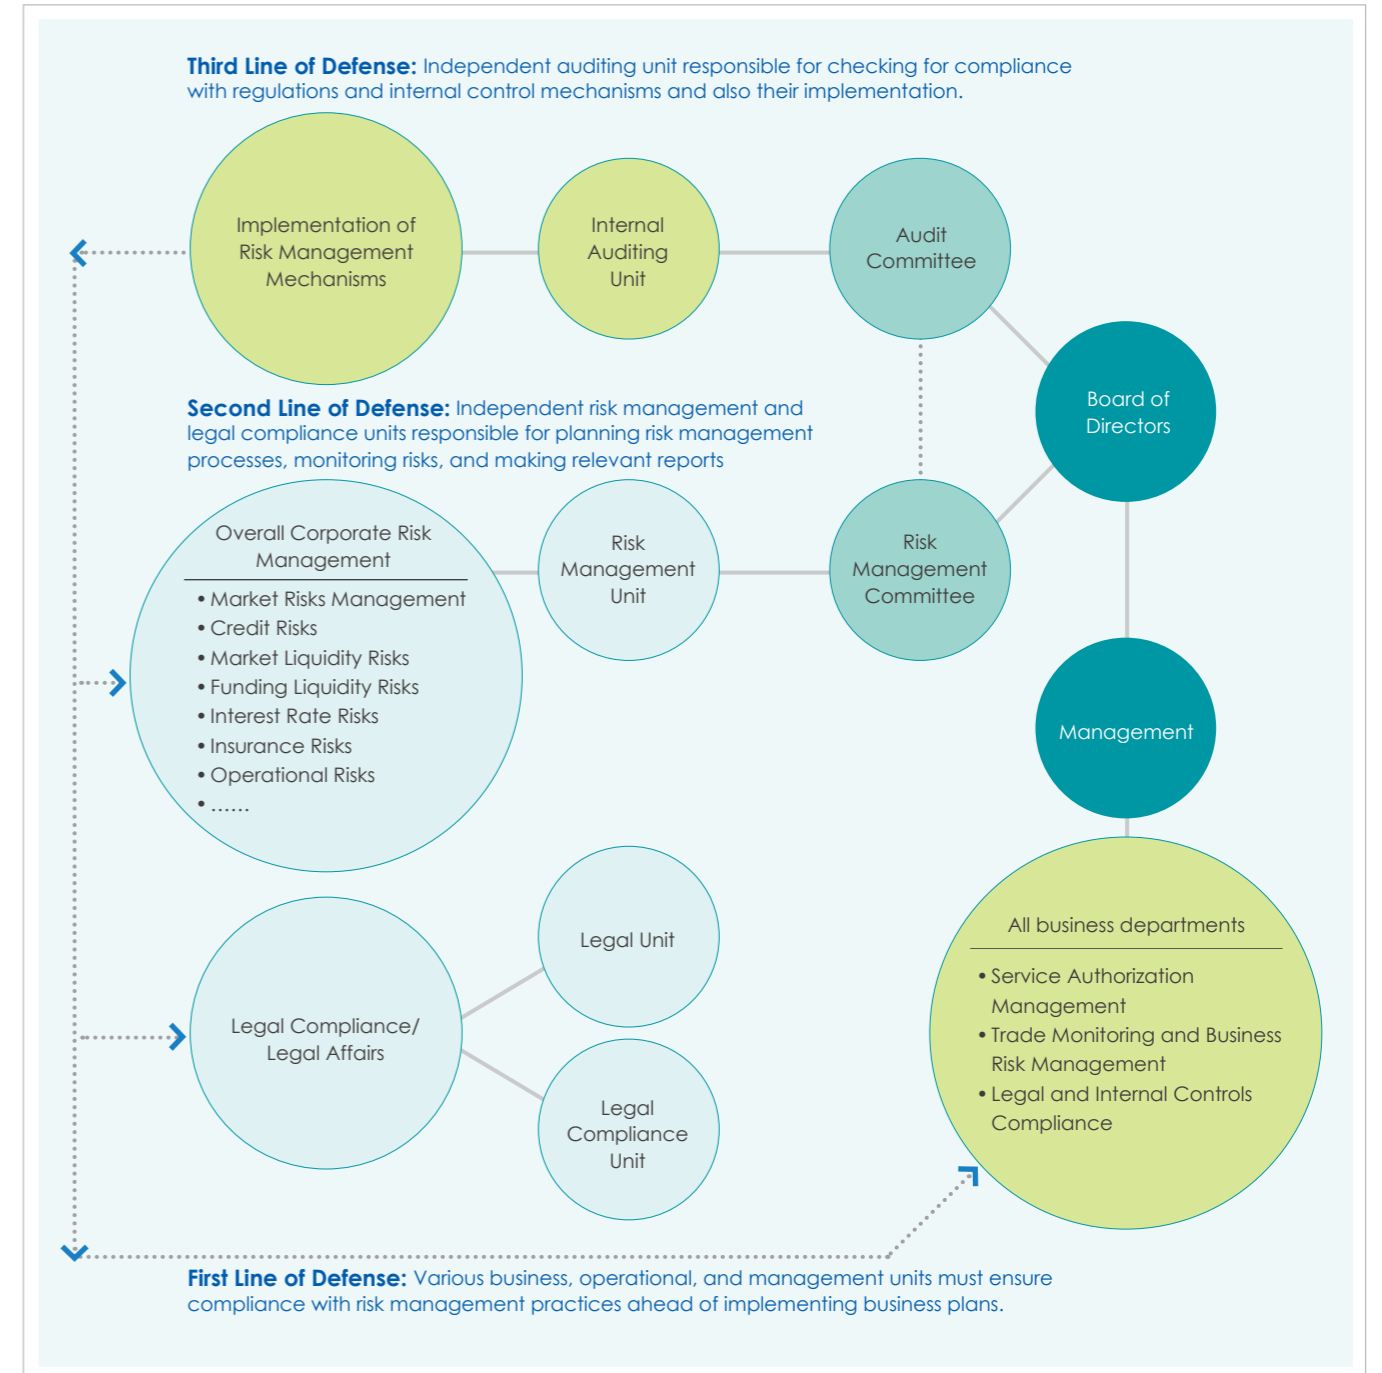 Third Line of Defense: Independent auditing unit responsible for checking for compliance
with regulations and internal control mechanisms and also their implementation.
Implementation of
Risk Management
Mechanisms
Internal
Auditing
Unit
Audit
Committee
Board of
Directors
Second Line of Defense: Independent risk management and
legal compliance units responsible for planning risk management
processes, monitoring risks, and making relevant reports
Overall Corporate Risk
Management
• Market Risks Management
• Credit Risks
• Market Liquidity Risks
• Funding Liquidity Risks
• Interest Rate Risks
• Insurance Risks
• Operational Risks
• ......
Risk
Management
Unit
Risk
Management
Committee
Management
Legal Compliance/
Legal Affairs
Legal Unit
Legal
Compliance
Unit
All business departments
• Service Authorization
Management
• Trade Monitoring and Business
Risk Management
• Legal and Internal Controls
Compliance
First Line of Defense: Various business, operational, and management units must ensure
compliance with risk management practices ahead of implementing business plans.